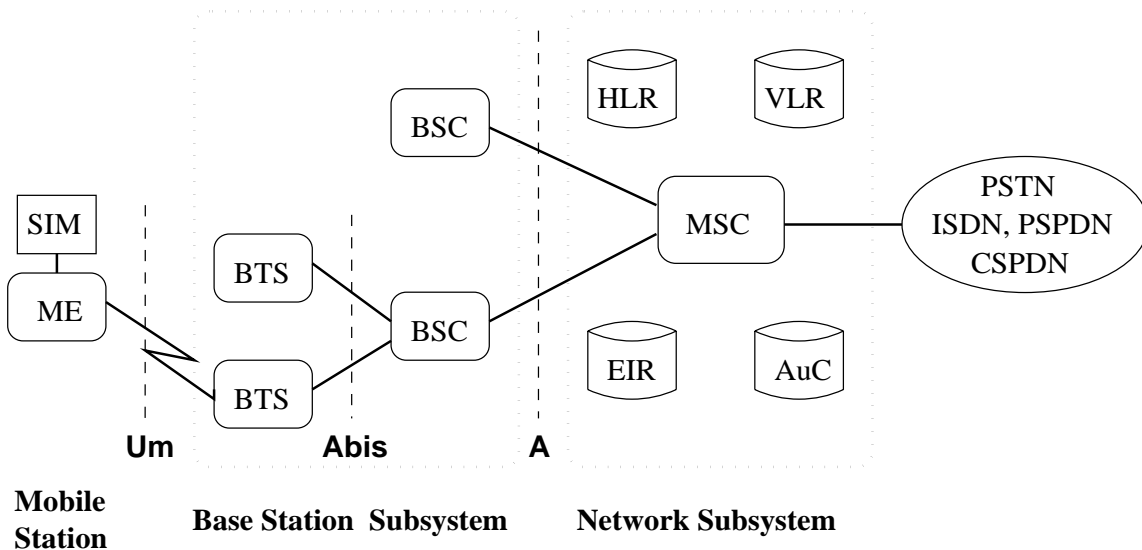 HLR
VLR
BSC
SIM
MSC
PSTN
ISDN, PSPDN
CSPDN
BTS
ME
BSC
EIR
AuC
BTS
Um
Abis
A
Mobile
Station
Base Station Subsystem
Network Subsystem